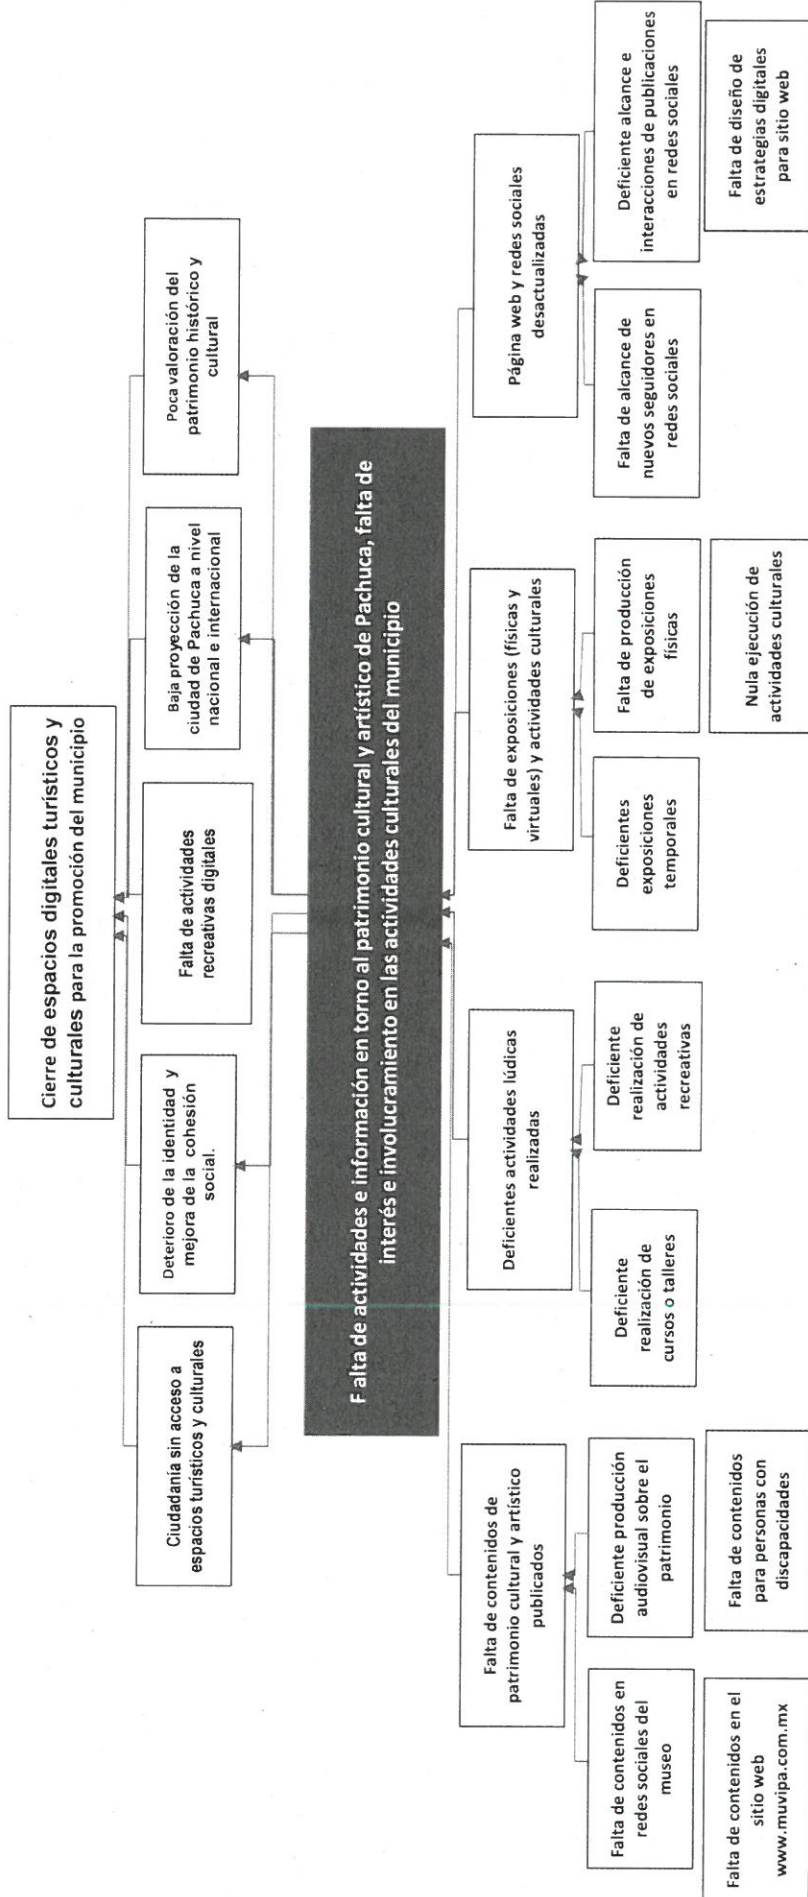 Cierre de espacios digitales turísticos y
culturales para la promoción del municipio
Ciudadanía sin acceso a
espacios turísticos y culturales
Deterioro de la identidad y
mejora de la cohesión
social.
Falta de actividades
recreativas digitales
Baja proyección de la
ciudad de Pachuca a nivel
nacional e internacional
Poca valoración del
patrimonio histórico y
cultural
Falta de actividades e información en torno al patrimonio cultural y artístico de Pachuca, falta de
interés e involucramiento en las actividades culturales del municipio
Falta de contenidos de
patrimonio cultural y artístico
publicados
Deficientes actividades lúdicas
realizadas
Falta de exposiciones (físicas y
virtuales) y actividades culturales
Página web y redes sociales
desactualizadas
Falta de contenidos en
redes sociales del
museo
Deficiente producción
audiovisual sobre el
patrimonio
Deficiente
realización de
cursos o talleres
Deficiente
realización de
actividades
recreativas
Deficientes
exposiciones
temporales
Falta de producción
de exposiciones
físicas
Falta de alcance de
nuevos seguidores en
redes sociales
Deficiente alcance e
interacciones de publicaciones
en redes sociales
Falta de contenidos en el
sitio web
www.muvipa.com.mx
Falta de contenidos
para personas con
discapacidades
Nula ejecución de
actividades culturales
Falta de diseño de
estrategias digitales
para sitio web